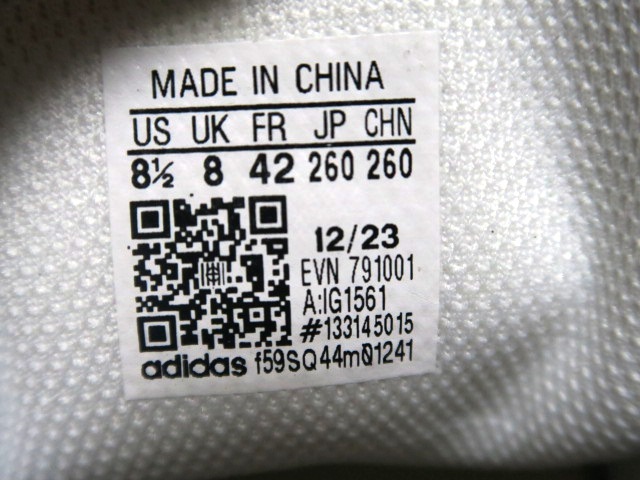 MADE IN CHINA
US UK FR JP CHN
8½ 8 42 260 260
12/23
EVN 791001
A:IG1561
#133145015
adidas f59SQ44m01241